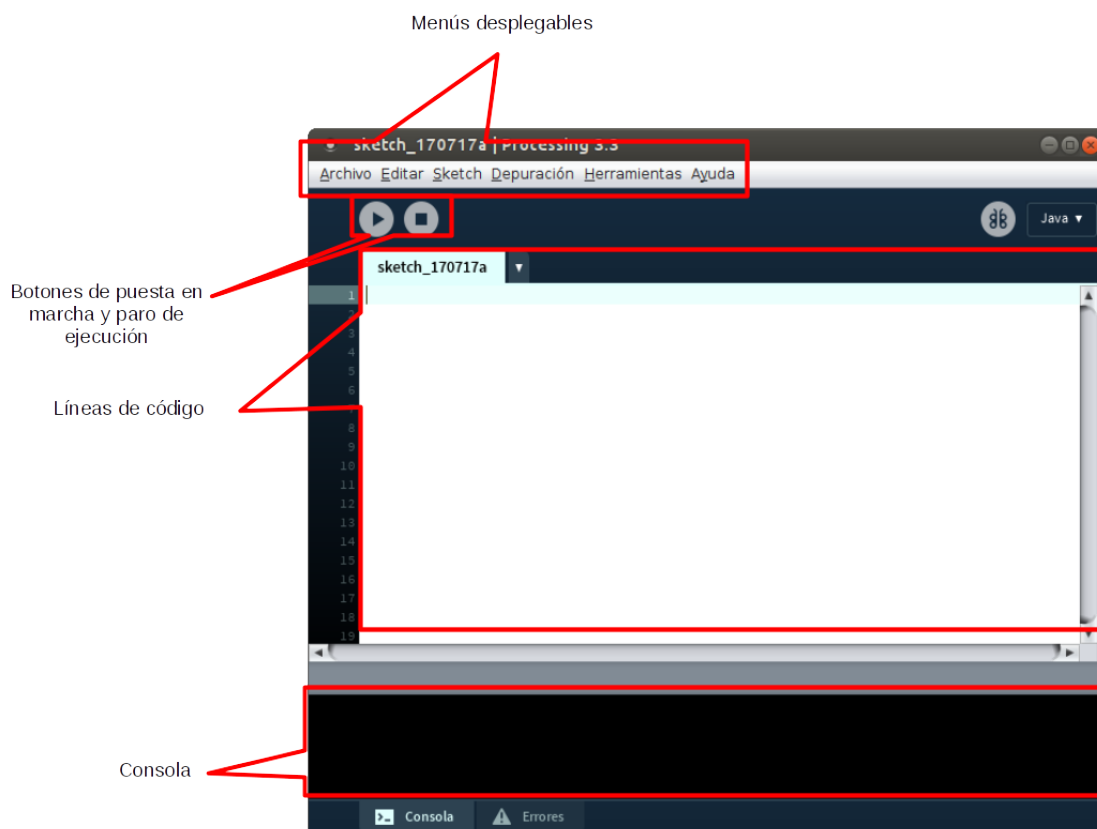 Menús desplegables
sketch_170717a | Processing 3.3
Archivo Editar Sketch Depuración Herramientas Ayuda
Java
sketch_170717a
Botones de puesta en
marcha y paro de
ejecución
Líneas de código
1
2
3
4
5
6
7
8
9
10
11
12
13
14
15
16
17
18
19
Consola
Consola Errores